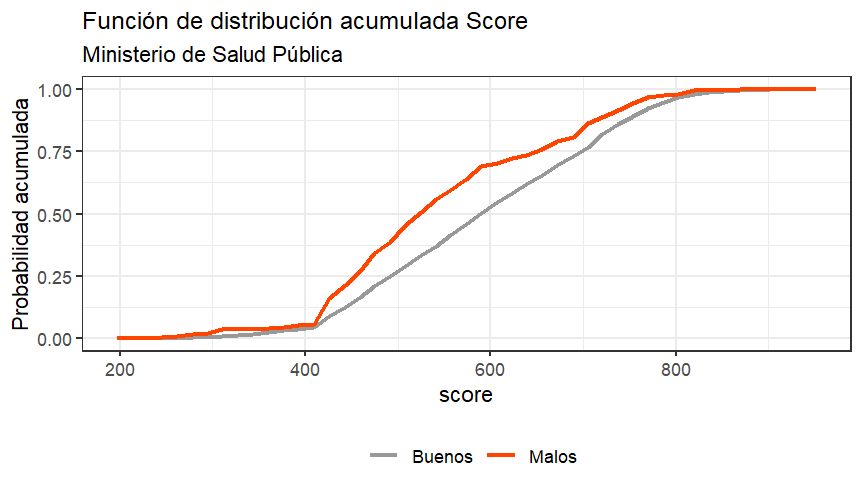 Función de distribución acumulada Score
Ministerio de Salud Pública
Probabilidad acumulada
1.00
0.75
0.50
0.25
0.00
200 400 600 800
score
Buenos Malos